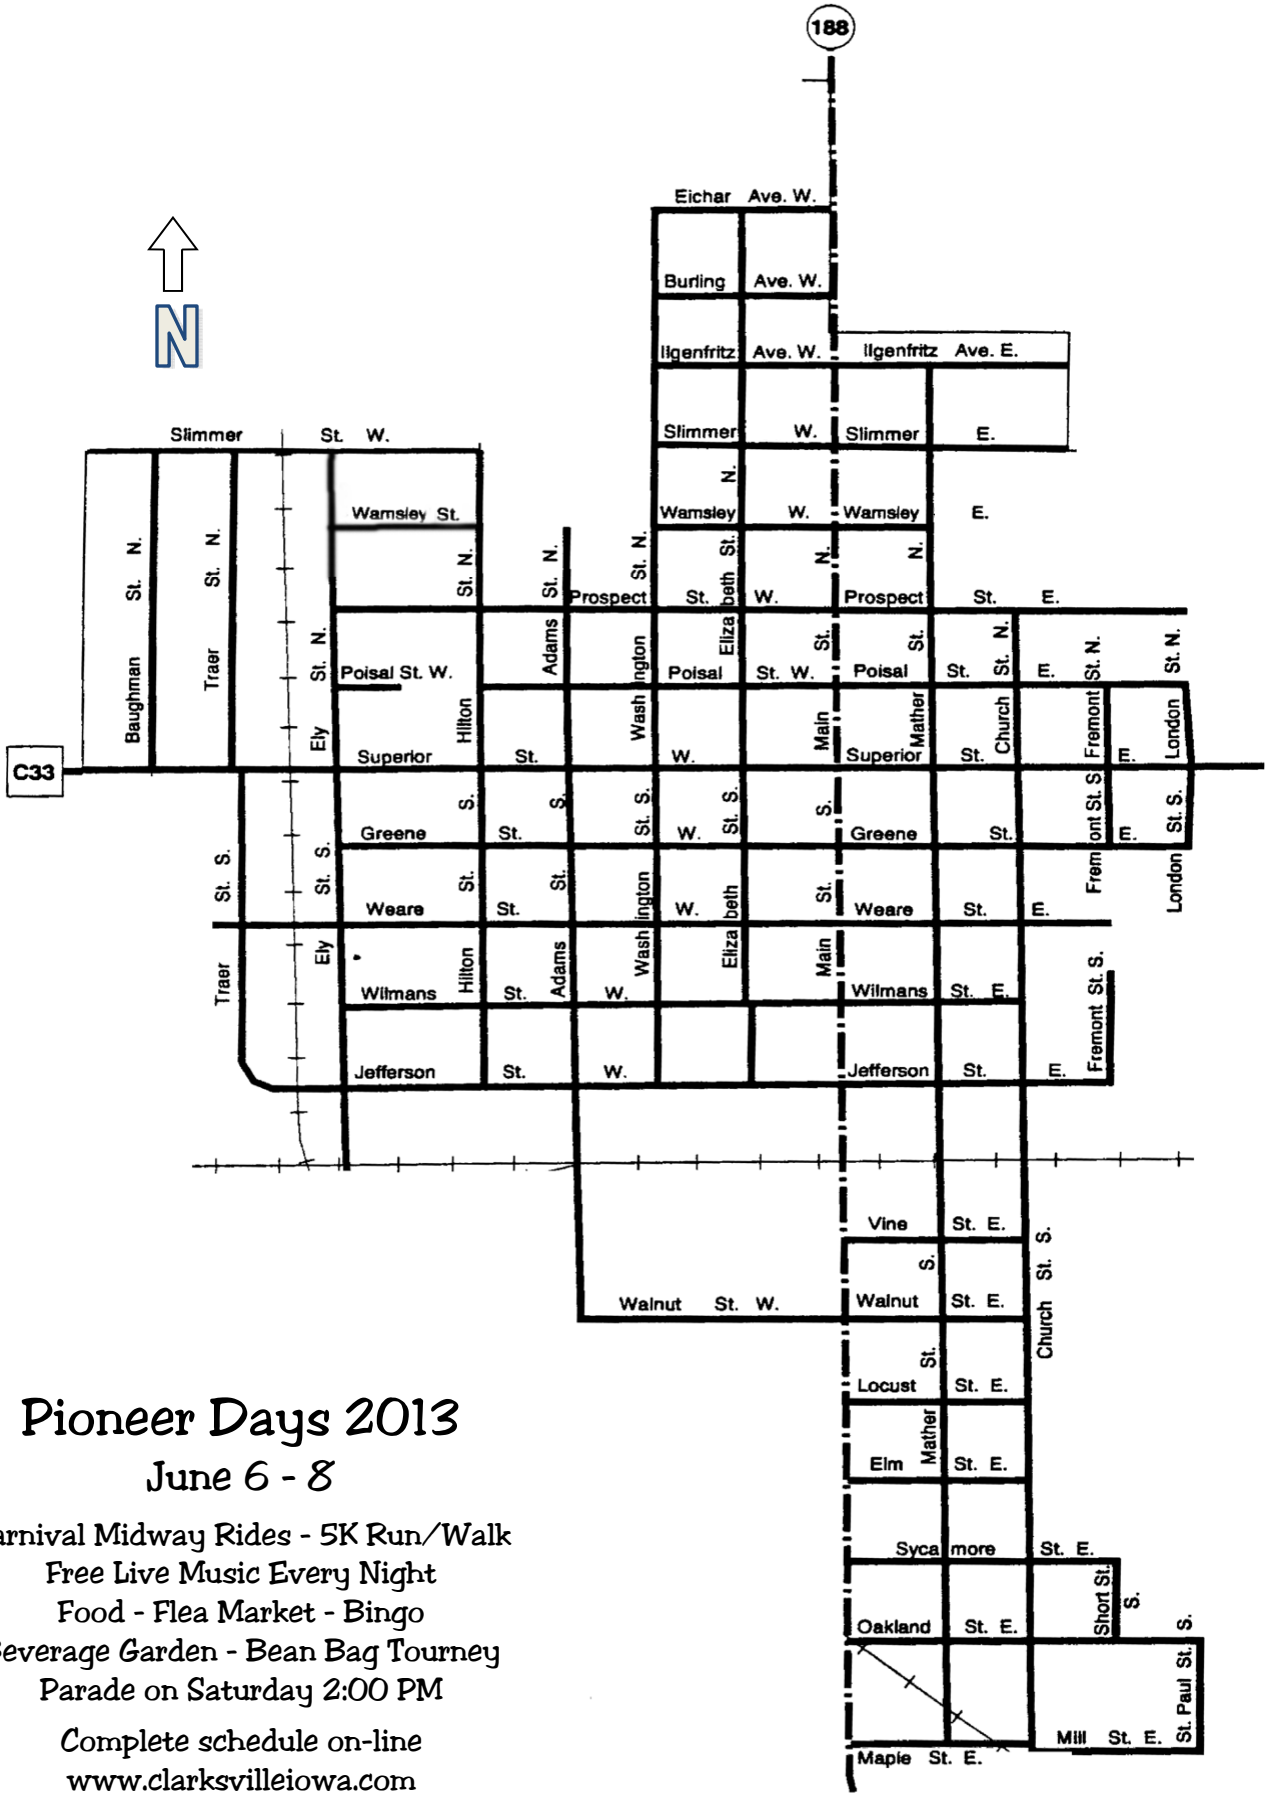 188
Eichar Ave. W.
Burling Ave. W.
Ilgenfritz Ave. W. Ilgenfritz Ave. E.
N
Slimmer St. W.
Slimmer W. Slimmer E.
Wamsley St.
Wamsley W. Wamsley E.
Prospect St. W. Prospect St. E.
Poisal St. W.
Poisal St. W. Poisal St. E.
C33
Superior St. W. Superior St. E.
Greene St. W. Greene St. E.
Weare St. W. Weare St. E.
Wilmans St. W. Wilmans St. E.
Jefferson St. W. Jefferson St. E.
Baughman St. N.
Traer St. N.
Ely St. N.
Hilton St. N.
Adams St. N.
Washington St. N.
Elizabeth St. N.
Main St. N.
Mather St. N.
Church St. N.
Fremont St. N.
London St. N.
Traer St. S.
Ely St. S.
Hilton St. S.
Adams St. S.
Washington St. S.
Elizabeth St. S.
Main St. S.
Fremont St. S.
London St. S.
Fremont St. S.
Vine St. E.
Walnut St. W. Walnut St. E.
Locust St. E.
Elm St. E.
Mather St. S.
Church St. S.
Sycamore St. E.
Short St. S.
Oakland St. E.
St. Paul St. S.
Mill St. E.
Maple St. E.
Pioneer Days 2013
June 6 - 8
arnival Midway Rides - 5K Run/Walk
Free Live Music Every Night
Food - Flea Market - Bingo
everage Garden - Bean Bag Tourney
Parade on Saturday 2:00 PM
Complete schedule on-line
www.clarksvilleiowa.com